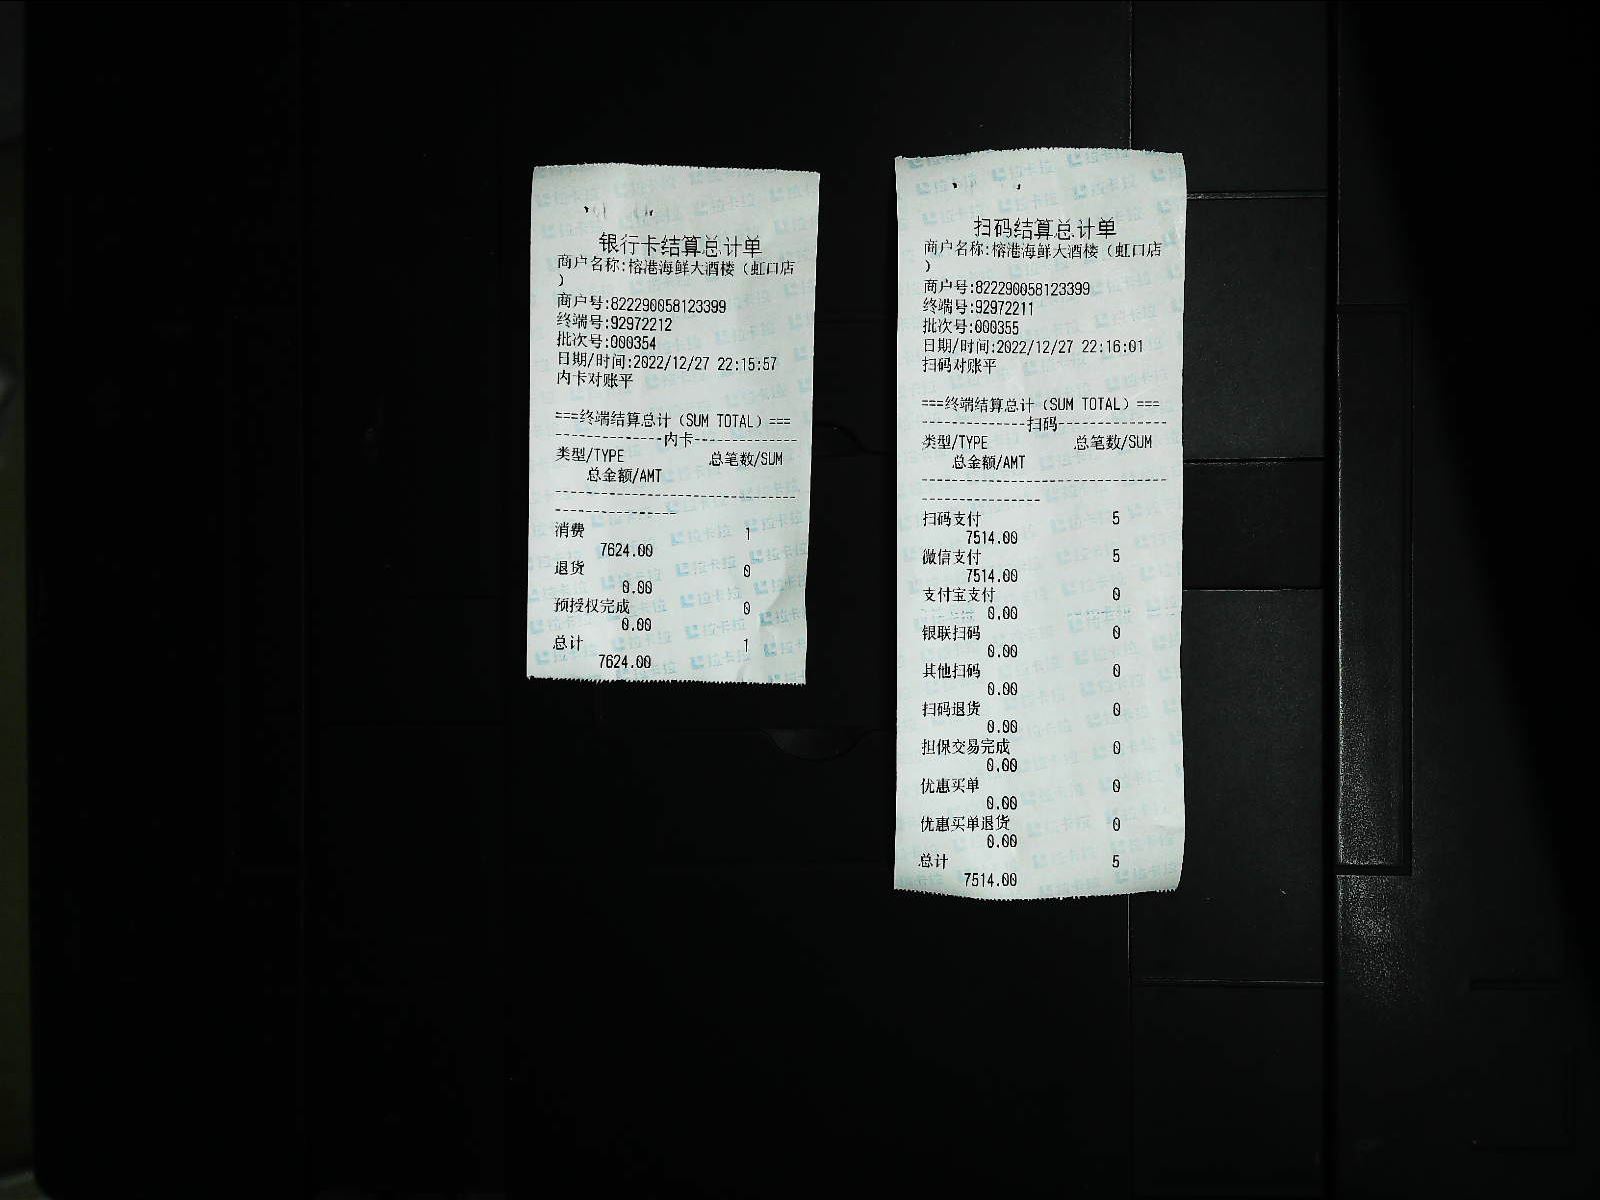 银行卡结算总计单
商户名称:榕港海鲜大酒楼（虹口店
）
商户号:822290058123399
终端号:92972212
批次号:000354
日期/时间:2022/12/27 22:15:57
内卡对账平
===终端结算总计（SUM TOTAL）===
--------------内卡--------------
类型/TYPE 总笔数/SUM
总金额/AMT
--------------------------------
----------------
消费 1
7624.00
退货 0
0.00
预授权完成 0
0.00
总计 1
7624.00
扫码结算总计单
商户名称:榕港海鲜大酒楼（虹口店
）
商户号:822290058123399
终端号:92972211
批次号:000355
日期/时间:2022/12/27 22:16:01
扫码对账平
===终端结算总计（SUM TOTAL）===
--------------扫码--------------
类型/TYPE 总笔数/SUM
总金额/AMT
--------------------------------
----------------
扫码支付 5
7514.00
微信支付 5
7514.00
支付宝支付 0
0.00
银联扫码 0
0.00
其他扫码 0
0.00
扫码退货 0
0.00
担保交易完成 0
0.00
优惠买单 0
0.00
优惠买单退货 0
0.00
总计 5
7514.00